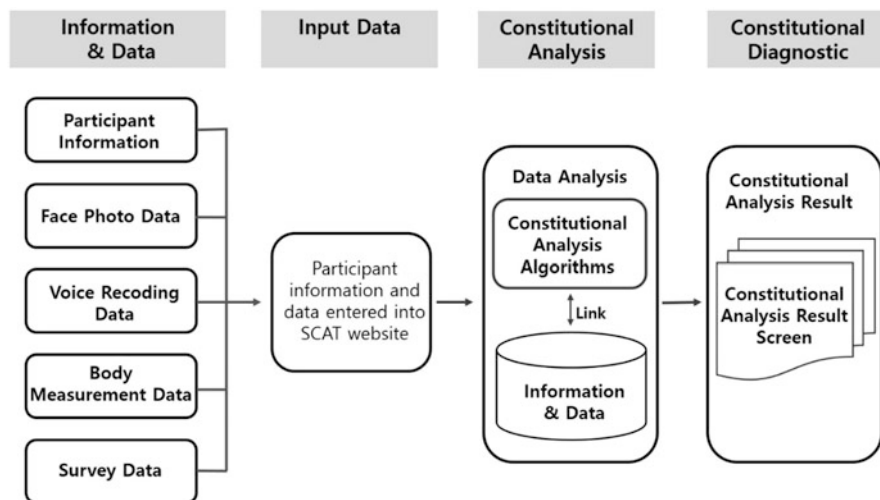 Information
& Data
Input Data
Constitutional
Analysis
Constitutional
Diagnostic
Participant
Information
Face Photo Data
Voice Recoding
Data
Body
Measurement Data
Survey Data
Participant
information and
data entered into
SCAT website
Data Analysis
Constitutional
Analysis
Algorithms
Link
Information
& Data
Constitutional
Analysis Result
Constitutional
Analysis Result
Screen